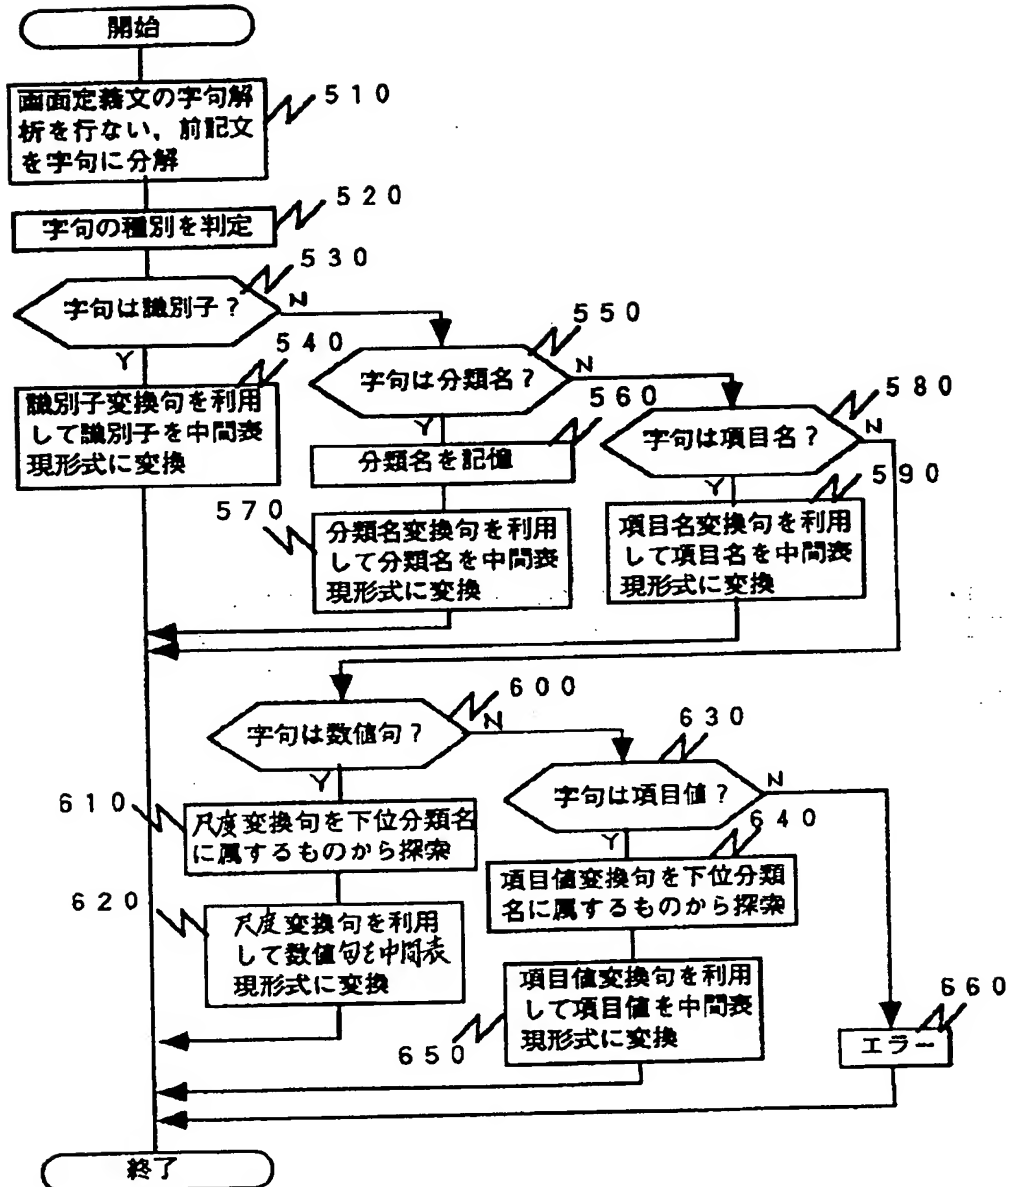 開始
画面定義文の字句解
析を行ない,前記文
を字句に分解
510
字句の種別を判定
520
字句は識別子?
530
N
Y
識別子変換句を利用
して識別子を中間表
現形式に変換
540
字句は分類名?
550
N
Y
分類名を記憶
560
分類名変換句を利用
して分類名を中間表
現形式に変換
570
字句は項目名?
580
N
Y
項目名変換句を利用
して項目名を中間表
現形式に変換
590
字句は数値句?
600
N
Y
尺度変換句を下位分類名
に属するものから探索
610
尺度変換句を利用
して数値句を中間表
現形式に変換
620
字句は項目値?
630
N
Y
項目値変換句を下位分類
名に属するものから探索
640
項目値変換句を利用
して項目値を中間表
現形式に変換
650
エラー
660
終了